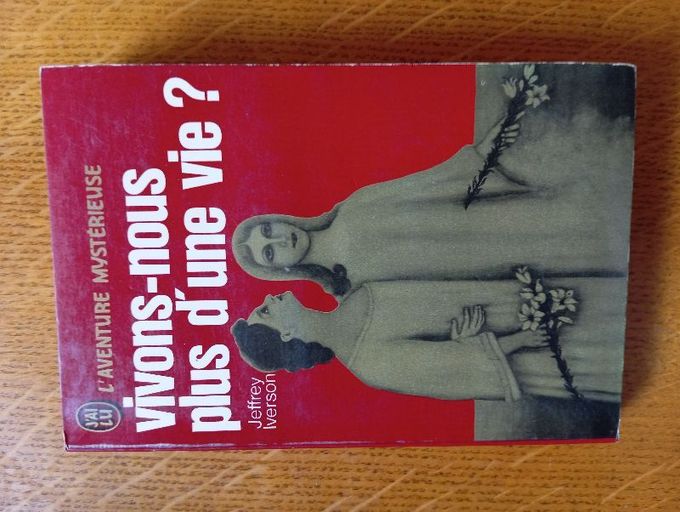 J'AI
LU
L'AVENTURE MYSTÉRIEUSE
vivons-nous
plus d'une vie ?
Jeffrey
Iverson